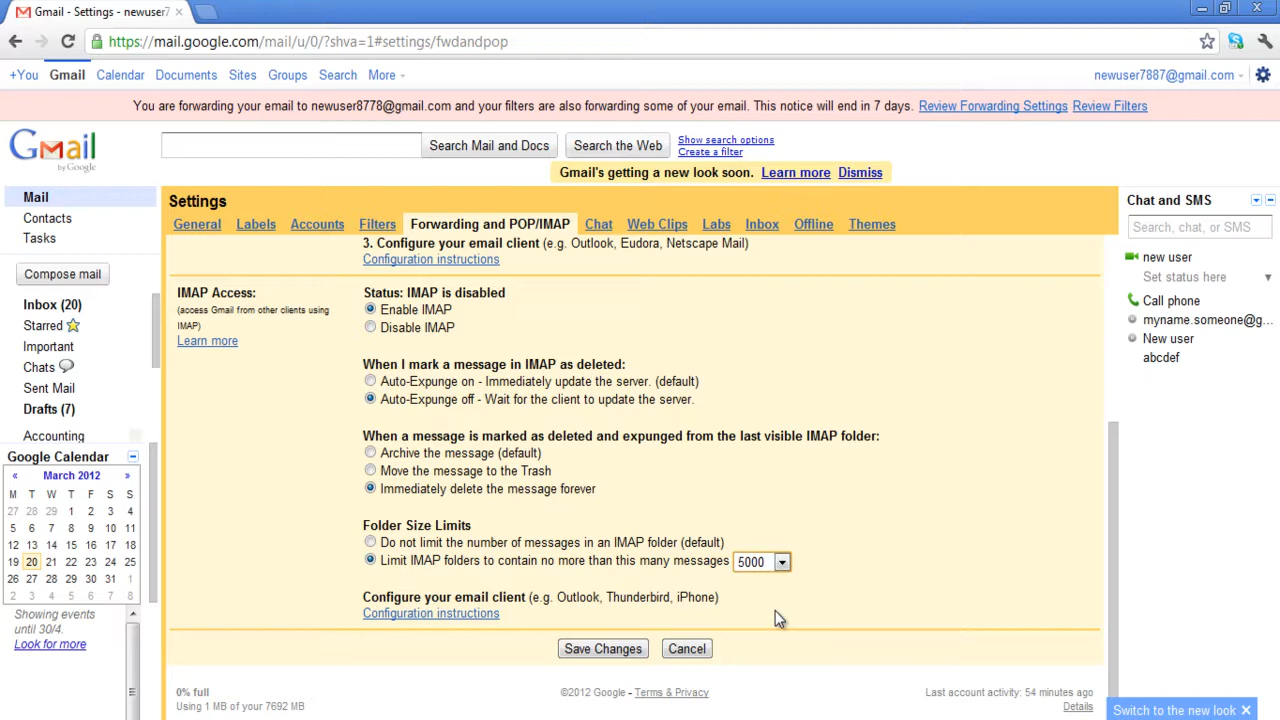 Gmail - Settings - newuser7
https://mail.google.com/mail/u/0/?shva=1#settings/fwdandpop
+You Gmail Calendar Documents Sites Groups Search More
newuser7887@gmail.com
You are forwarding your email to newuser8778@gmail.com and your filters are also forwarding some of your email. This notice will end in 7 days. Review Forwarding Settings Review Filters
Gmail
by Google
Search Mail and Docs
Search the Web
Show search options
Create a filter
Gmail's getting a new look soon. Learn more Dismiss
Mail
Contacts
Tasks
Compose mail
Inbox (20)
Starred
Important
Chats
Sent Mail
Drafts (7)
Accounting
Google Calendar
« March 2012 »
M T W T F S S
27 28 29 1 2 3 4
5 6 7 8 9 10 11
12 13 14 15 16 17 18
19 20 21 22 23 24 25
26 27 28 29 30 31 1
2 3 4 5 6 7 8
Showing events
until 30/4.
Look for more
Settings
General Labels Accounts Filters Forwarding and POP/IMAP Chat Web Clips Labs Inbox Offline Themes
3. Configure your email client (e.g. Outlook, Eudora, Netscape Mail)
Configuration instructions
IMAP Access:
(access Gmail from other clients using
IMAP)
Learn more
Status: IMAP is disabled
Enable IMAP
Disable IMAP
When I mark a message in IMAP as deleted:
Auto-Expunge on - Immediately update the server. (default)
Auto-Expunge off - Wait for the client to update the server.
When a message is marked as deleted and expunged from the last visible IMAP folder:
Archive the message (default)
Move the message to the Trash
Immediately delete the message forever
Folder Size Limits
Do not limit the number of messages in an IMAP folder (default)
Limit IMAP folders to contain no more than this many messages 5000
Configure your email client (e.g. Outlook, Thunderbird, iPhone)
Configuration instructions
Save Changes Cancel
0% full
Using 1 MB of your 7692 MB
©2012 Google - Terms & Privacy
Last account activity: 54 minutes ago
Details
Chat and SMS
Search, chat, or SMS
new user
Set status here
Call phone
myname.someone@g...
New user
abcdef
Switch to the new look